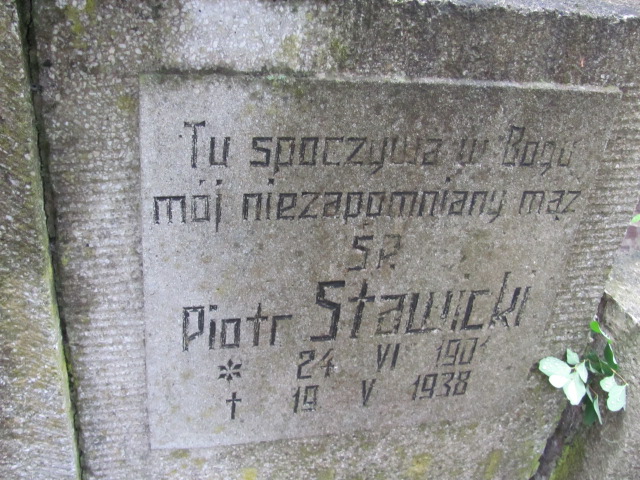 Tu spoczywa w Bogu
mój niezapomniany mąż
ŚP.
Piotr Stawicki
* 24 VI
† 19 V 1938